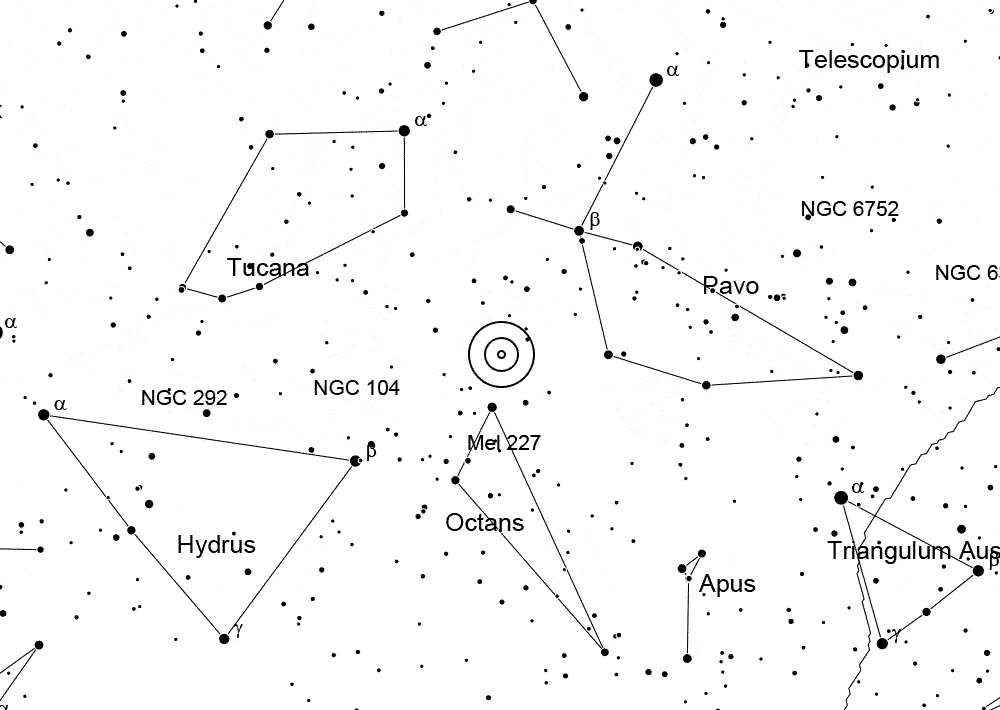 α
Telescopium
α
NGC 6752
β
Tucana
NGC 6
Pavo
α
NGC 104
NGC 292
α
β
Mel 227
α
Octans
Hydrus
Triangulum Aus
β
Apus
γ
γ
α